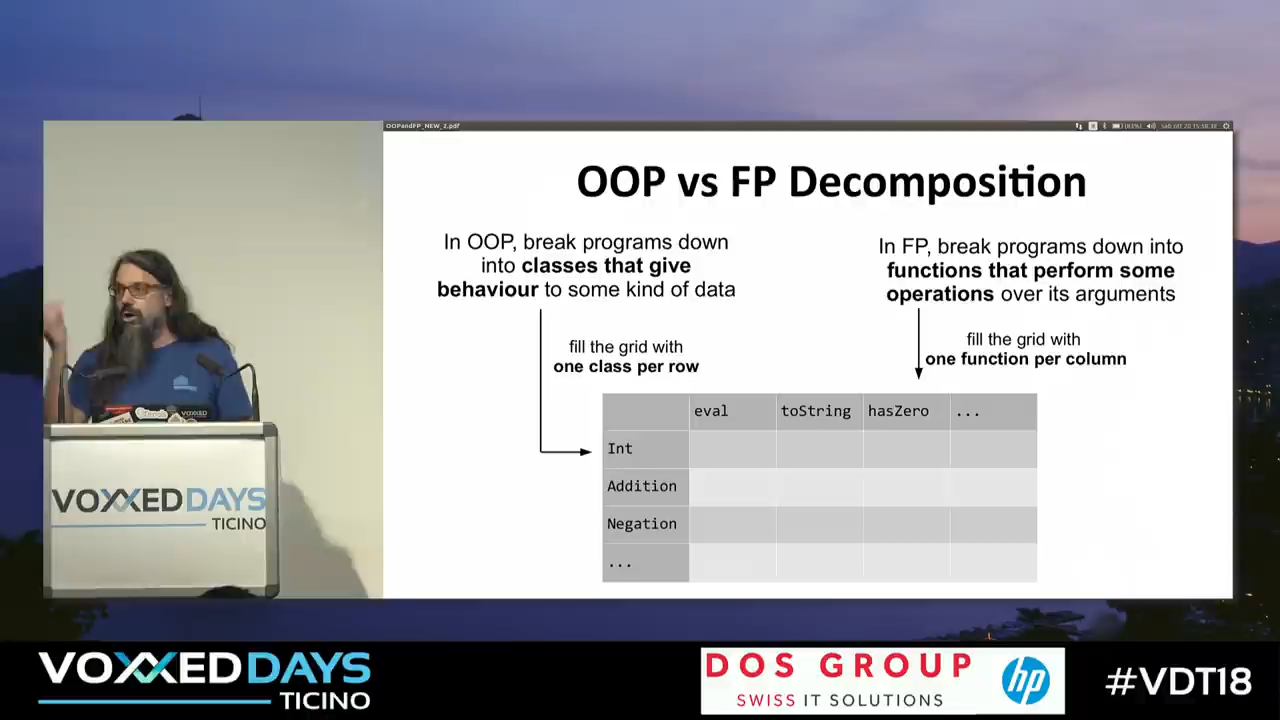 OOPandFP_NEW_2.pdf
OOP vs FP Decomposition
In OOP, break programs down
into classes that give
behaviour to some kind of data
In FP, break programs down into
functions that perform some
operations over its arguments
fill the grid with
one class per row
fill the grid with
one function per column
eval toString hasZero ...
Int
Addition
Negation
...
VOXXED DAYS
TICINO
VOXXED DAYS
TICINO
DOS GROUP
SWISS IT SOLUTIONS
hp
#VDT18